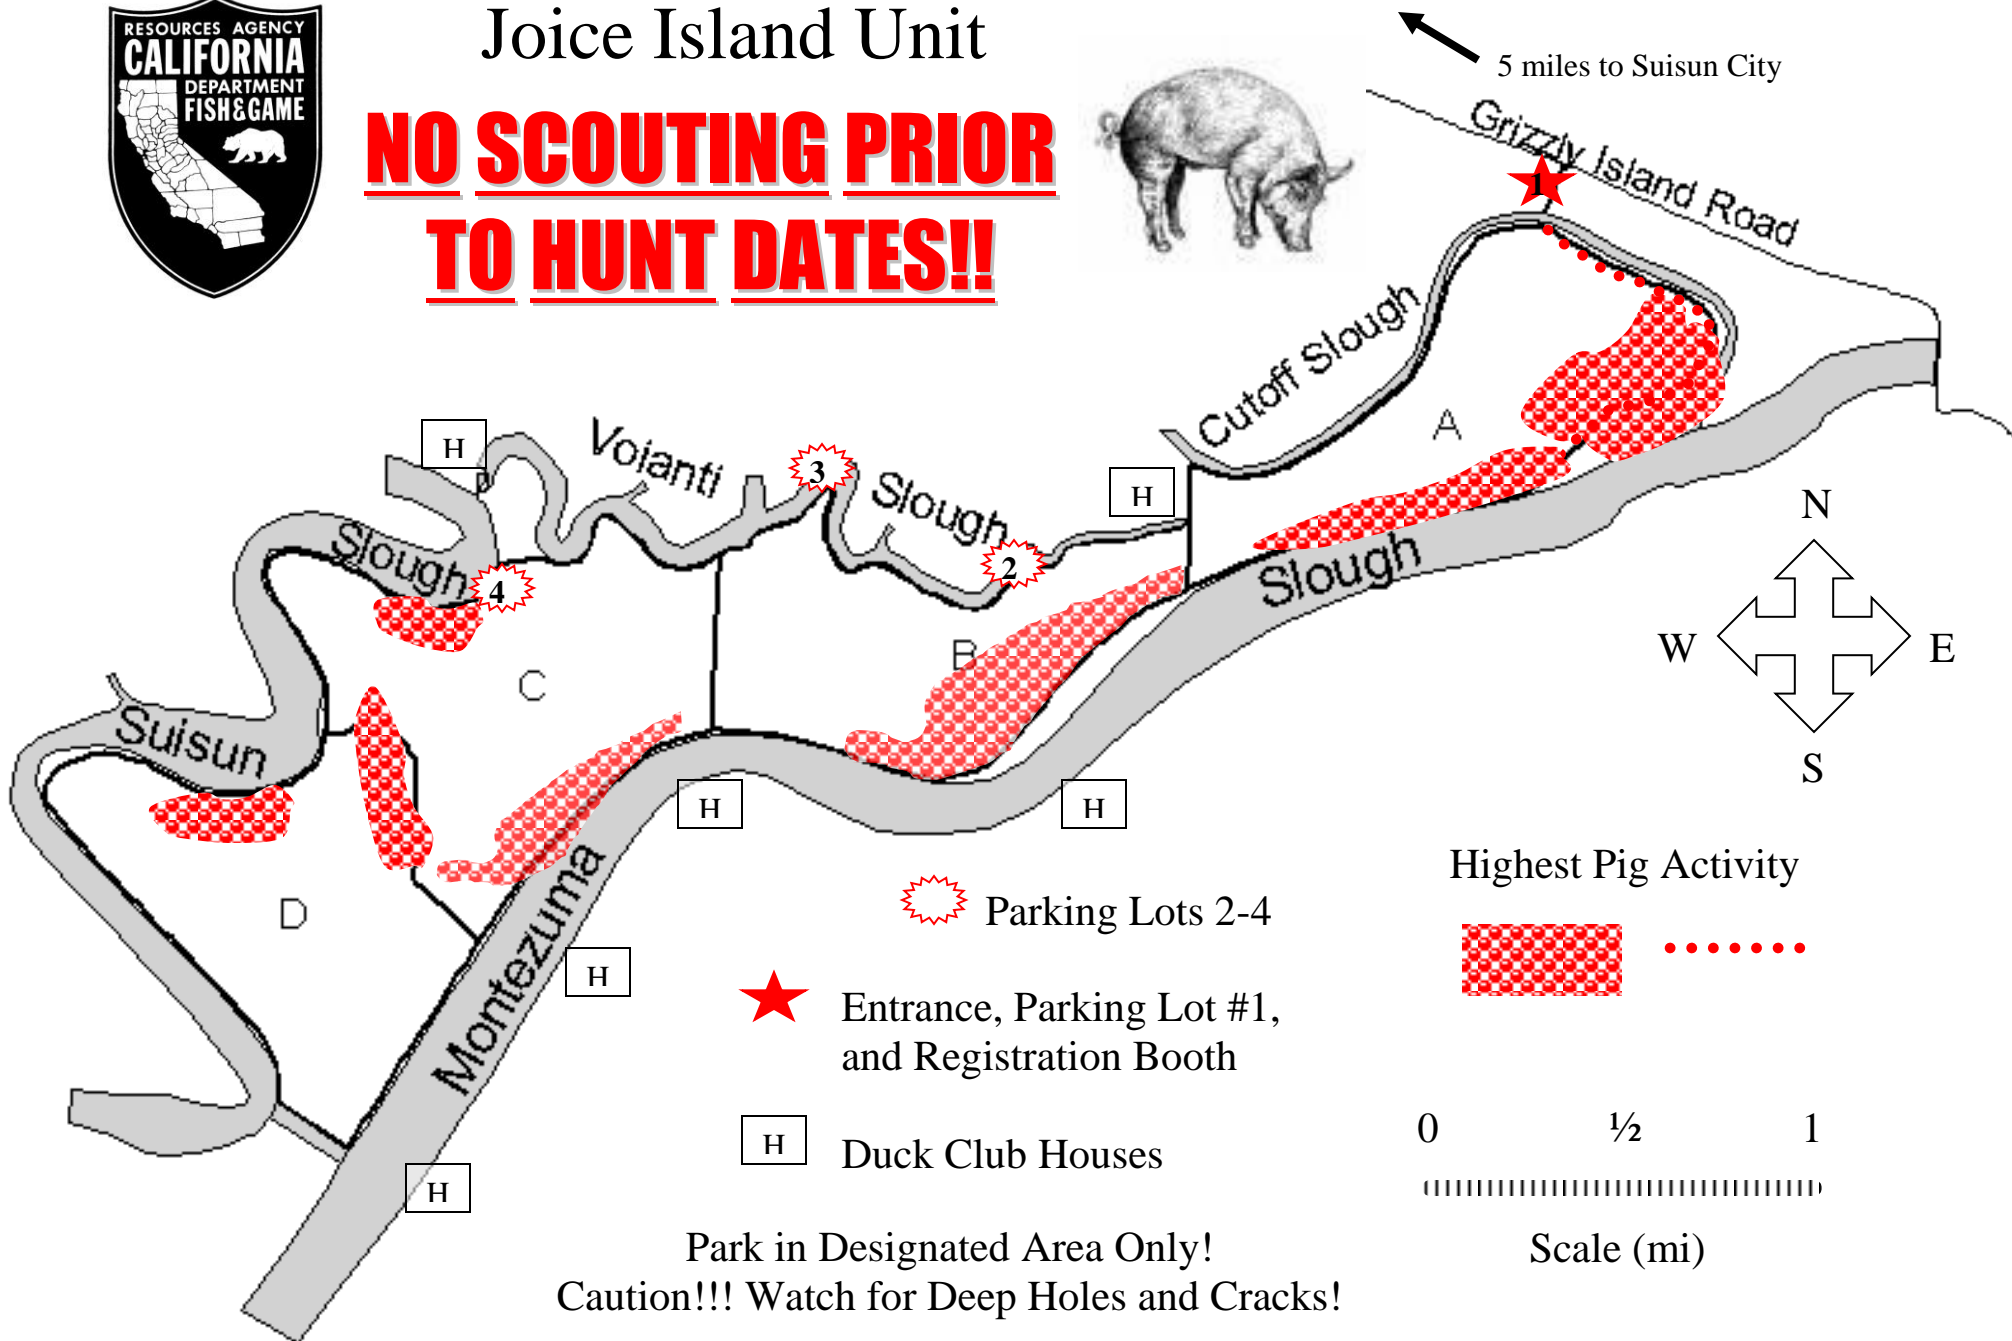 RESOURCES AGENCY
CALIFORNIA
DEPARTMENT
FISH & GAME
Joice Island Unit
NO SCOUTING PRIOR
TO HUNT DATES!!
5 miles to Suisun City
Grizzly Island Road
1
Cutoff Slough
A
H
Voianti
3
Slough
H
2
Slough
4
Slough
N
W
E
S
B
C
Suisun
H
H
D
Montezuma
H
H
Parking Lots 2-4
Highest Pig Activity
Entrance, Parking Lot #1,
and Registration Booth
H
Duck Club Houses
0 ½ 1
Scale (mi)
Park in Designated Area Only!
Caution!!! Watch for Deep Holes and Cracks!